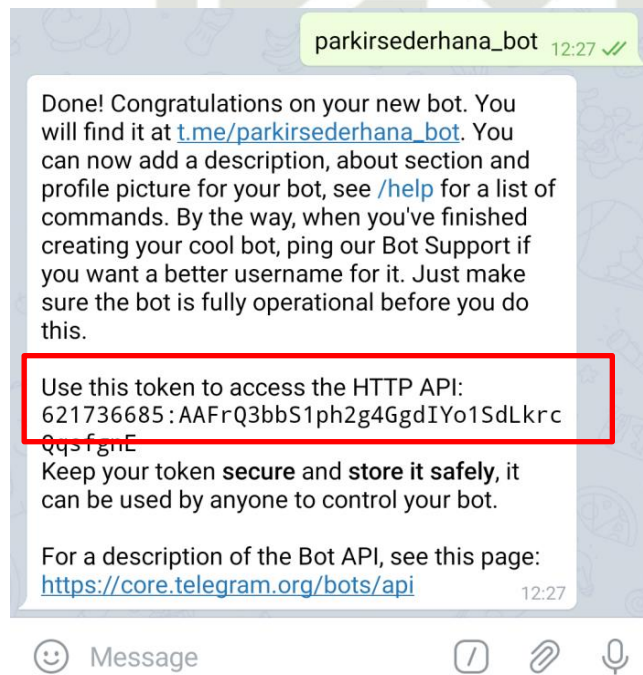 parkirsederhana_bot 12:27
Done! Congratulations on your new bot. You
will find it at t.me/parkirsederhana_bot. You
can now add a description, about section and
profile picture for your bot, see /help for a list of
commands. By the way, when you've finished
creating your cool bot, ping our Bot Support if
you want a better username for it. Just make
sure the bot is fully operational before you do
this.
Use this token to access the HTTP API:
621736685:AAFrQ3bbS1ph2g4GgdIYo1SdLkrc
QqsfgnE
Keep your token secure and store it safely, it
can be used by anyone to control your bot.
For a description of the Bot API, see this page:
https://core.telegram.org/bots/api
12:27
Message